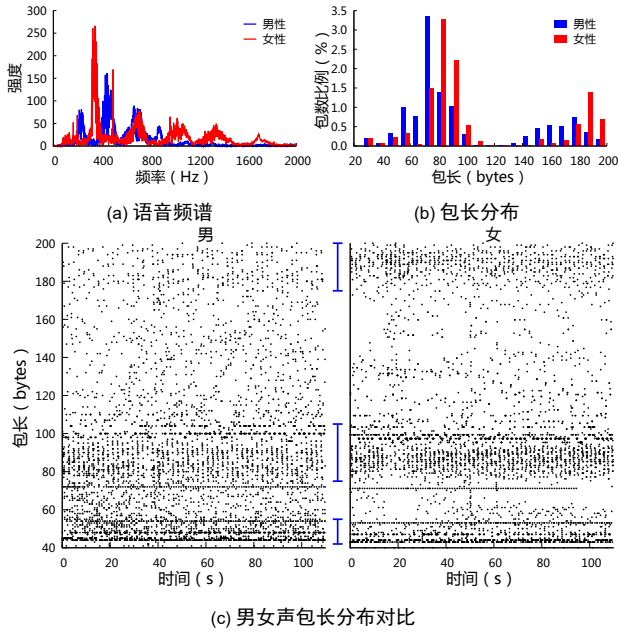 300
250
200
150
100
50
0
强度
男性
女性
0 400 800 1200 1600 2000
频率（Hz）
(a) 语音频谱
3.5
3.0
2.5
2.0
1.5
1.0
0.5
0.0
包数比例（%）
男性
女性
20 40 60 80 100 120 140 160 180 200
包长（bytes）
(b) 包长分布
男
200
180
160
140
120
100
80
60
40
包长（bytes）
0 20 40 60 80 100
时间（s）
女
0 20 40 60 80 100
时间（s）
(c) 男女声包长分布对比